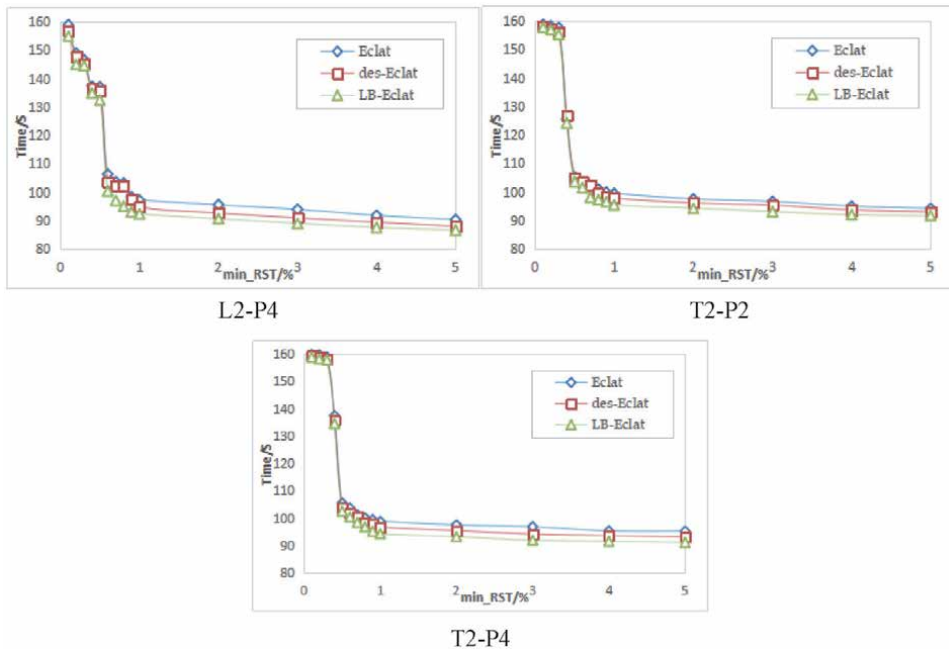 160
150
140
130
120
110
100
90
80
Time/S
0
1
2
3
4
5
min_RST/%
Eclat
des-Eclat
LB-Eclat
L2-P4
160
150
140
130
120
110
100
90
80
Time/S
0
1
2
3
4
5
min_RST/%
Eclat
des-Eclat
LB-Eclat
T2-P2
160
150
140
130
120
110
100
90
80
Time/S
0
1
2
3
4
5
min_RST/%
Eclat
des-Eclat
LB-Eclat
T2-P4